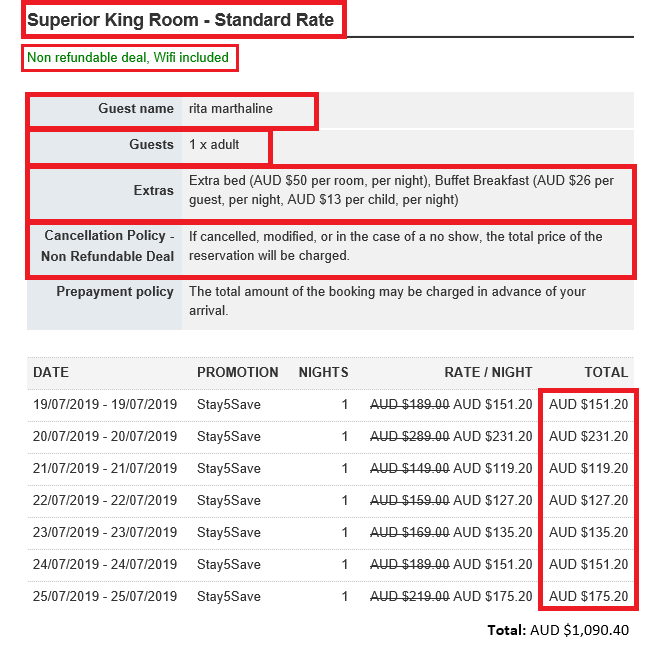 Superior King Room - Standard Rate
Non refundable deal, Wifi included
Guest name rita marthaline
Guests 1 x adult
Extras Extra bed (AUD $50 per room, per night), Buffet Breakfast (AUD $26 per
guest, per night, AUD $13 per child, per night)
Cancellation Policy - If cancelled, modified, or in the case of a no show, the total price of the
Non Refundable Deal reservation will be charged.
Prepayment policy The total amount of the booking may be charged in advance of your
arrival.
DATE PROMOTION NIGHTS RATE / NIGHT TOTAL
19/07/2019 - 19/07/2019 Stay5Save 1 AUD $189.00 AUD $151.20 AUD $151.20
20/07/2019 - 20/07/2019 Stay5Save 1 AUD $289.00 AUD $231.20 AUD $231.20
21/07/2019 - 21/07/2019 Stay5Save 1 AUD $149.00 AUD $119.20 AUD $119.20
22/07/2019 - 22/07/2019 Stay5Save 1 AUD $159.00 AUD $127.20 AUD $127.20
23/07/2019 - 23/07/2019 Stay5Save 1 AUD $169.00 AUD $135.20 AUD $135.20
24/07/2019 - 24/07/2019 Stay5Save 1 AUD $189.00 AUD $151.20 AUD $151.20
25/07/2019 - 25/07/2019 Stay5Save 1 AUD $219.00 AUD $175.20 AUD $175.20
Total: AUD $1,090.40